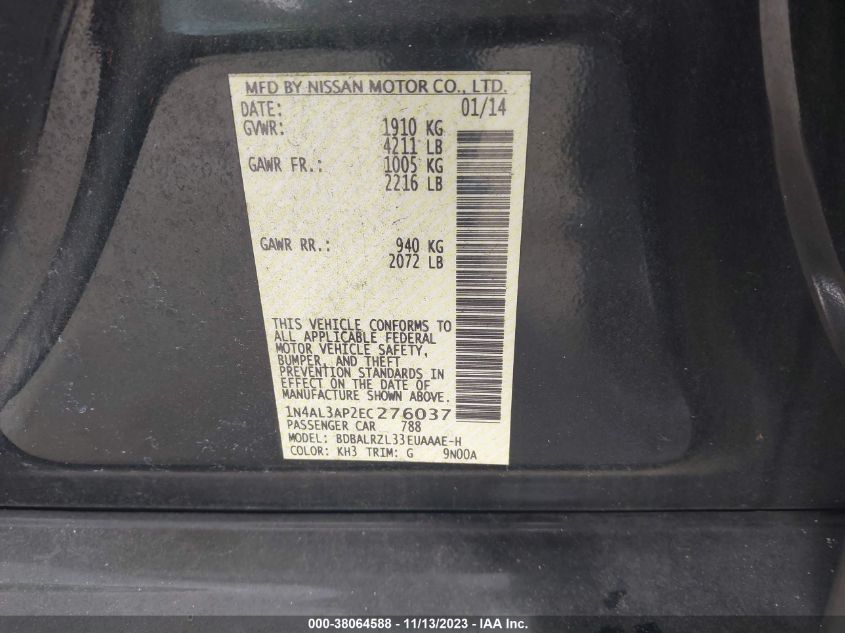 MFD BY NISSAN MOTOR CO., LTD.
DATE: 01/14
GVWR: 1910 KG
4211 LB
GAWR FR.: 1005 KG
2216 LB
GAWR RR.: 940 KG
2072 LB
THIS VEHICLE CONFORMS TO
ALL APPLICABLE FEDERAL
MOTOR VEHICLE SAFETY,
BUMPER, AND THEFT
PREVENTION STANDARDS IN
EFFECT ON THE DATE OF
MANUFACTURE SHOWN ABOVE.
1N4AL3AP2EC276037
PASSENGER CAR 788
MODEL: BDBALRZL33EUAAAE-H
COLOR: KH3 TRIM: G 9N00A
000-38064588 - 11/13/2023 - IAA Inc.